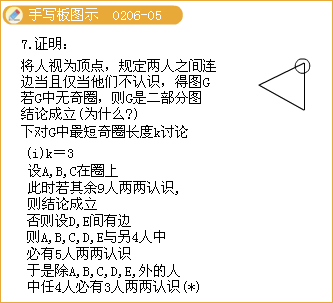 手写板图示 0206-05
7.证明:
将人视为顶点，规定两人之间连
边当且仅当他们不认识，得图G
若G中无奇圈，则G是二部分图
结论成立(为什么?)
下对G中最短奇圈长度k讨论
(i)k=3
设A,B,C在圈上
此时若其余9人两两认识,
则结论成立
否则设D,E间有边
则A,B,C,D,E与另4人中
必有5人两两认识
于是除A,B,C,D,E,外的人
中任4人必有3人两两认识(*)